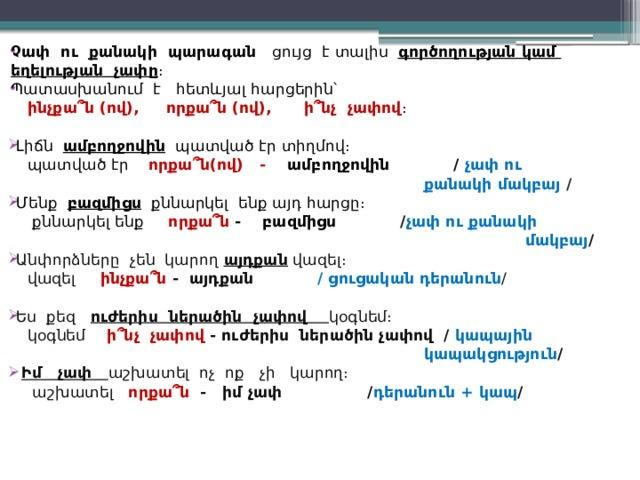 Չափ ու քանակի պարագան ցույց է տալիս գործողության կամ
եղելության չափը։
Պատասխանում է հետևյալ հարցերին՝
ինչքա՞ն (ով), որքա՞ն (ով), ի՞նչ չափով։
Լիճն ամբողջովին պատված էր տիղմով։
պատված էր որքա՞ն(ով) - ամբողջովին / չափ ու
քանակի մակբայ /
Մենք բազմիցս քննարկել ենք այդ հարցը։
քննարկել ենք որքա՞ն - բազմիցս /չափ ու քանակի
մակբայ/
Անփորձները չեն կարող այդքան վազել։
վազել ինչքա՞ն - այդքան / ցուցական դերանուն/
Ես քեզ ուժերիս ներածին չափով կօգնեմ։
կօգնեմ ի՞նչ չափով - ուժերիս ներածին չափով / կապային
կապակցություն/
Իմ չափ աշխատել ոչ ոք չի կարող։
աշխատել որքա՞ն - իմ չափ /դերանուն + կապ/